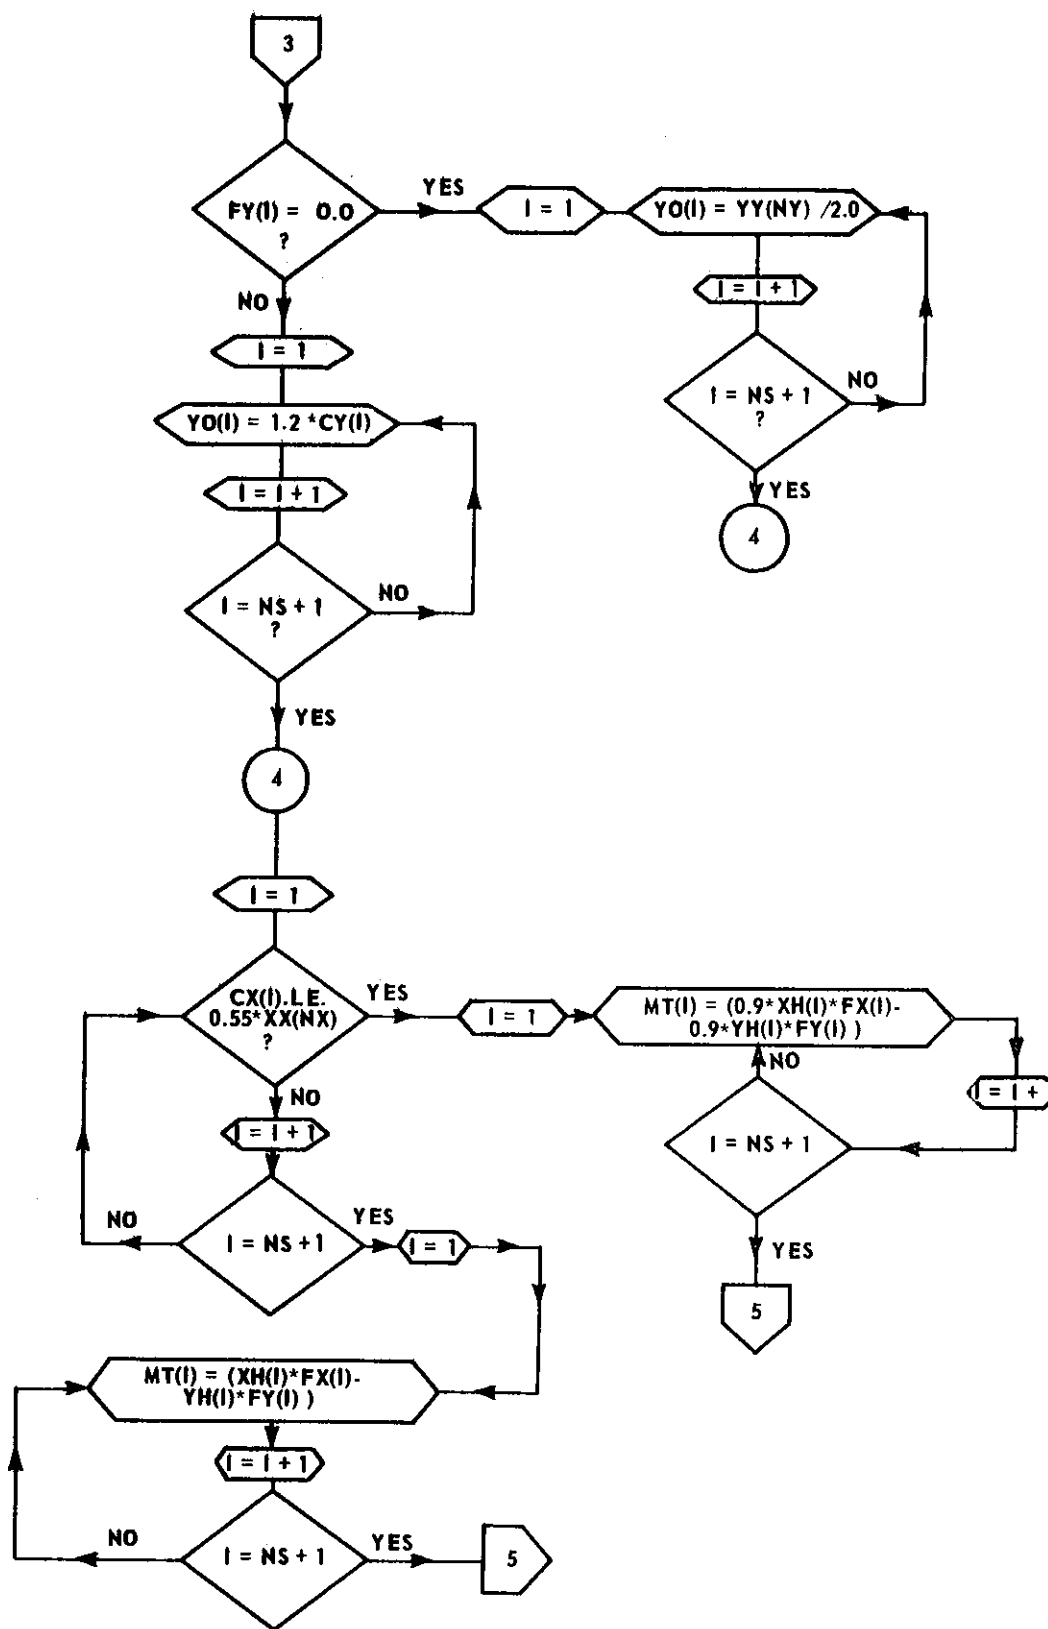 3
FY(I) = 0.0
?
YES
I = 1
YO(I) = YY(NY) /2.0
I = I + 1
I = NS + 1
?
NO
YES
4
NO
I = 1
YO(I) = 1.2 *CY(I)
I = I + 1
I = NS + 1
?
NO
YES
4
I = 1
CX(I).LE.
0.55*XX(NX)
?
YES
I = 1
MT(I) = (0.9*XH(I)*FX(I)-
0.9*YH(I)*FY(I) )
NO
I = I +
I = NS + 1
YES
5
NO
I = I + 1
I = NS + 1
NO
YES
I = 1
MT(I) = (XH(I)*FX(I)-
YH(I)*FY(I) )
I = I + 1
I = NS + 1
NO
YES
5